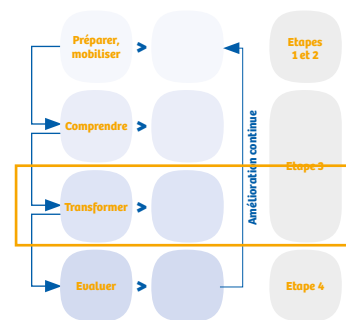 Préparer,
mobiliser
>
Etapes
1 et 2
Comprendre
>
Amélioration continue
Etape 3
Transformer
>
Evaluer
>
Etape 4